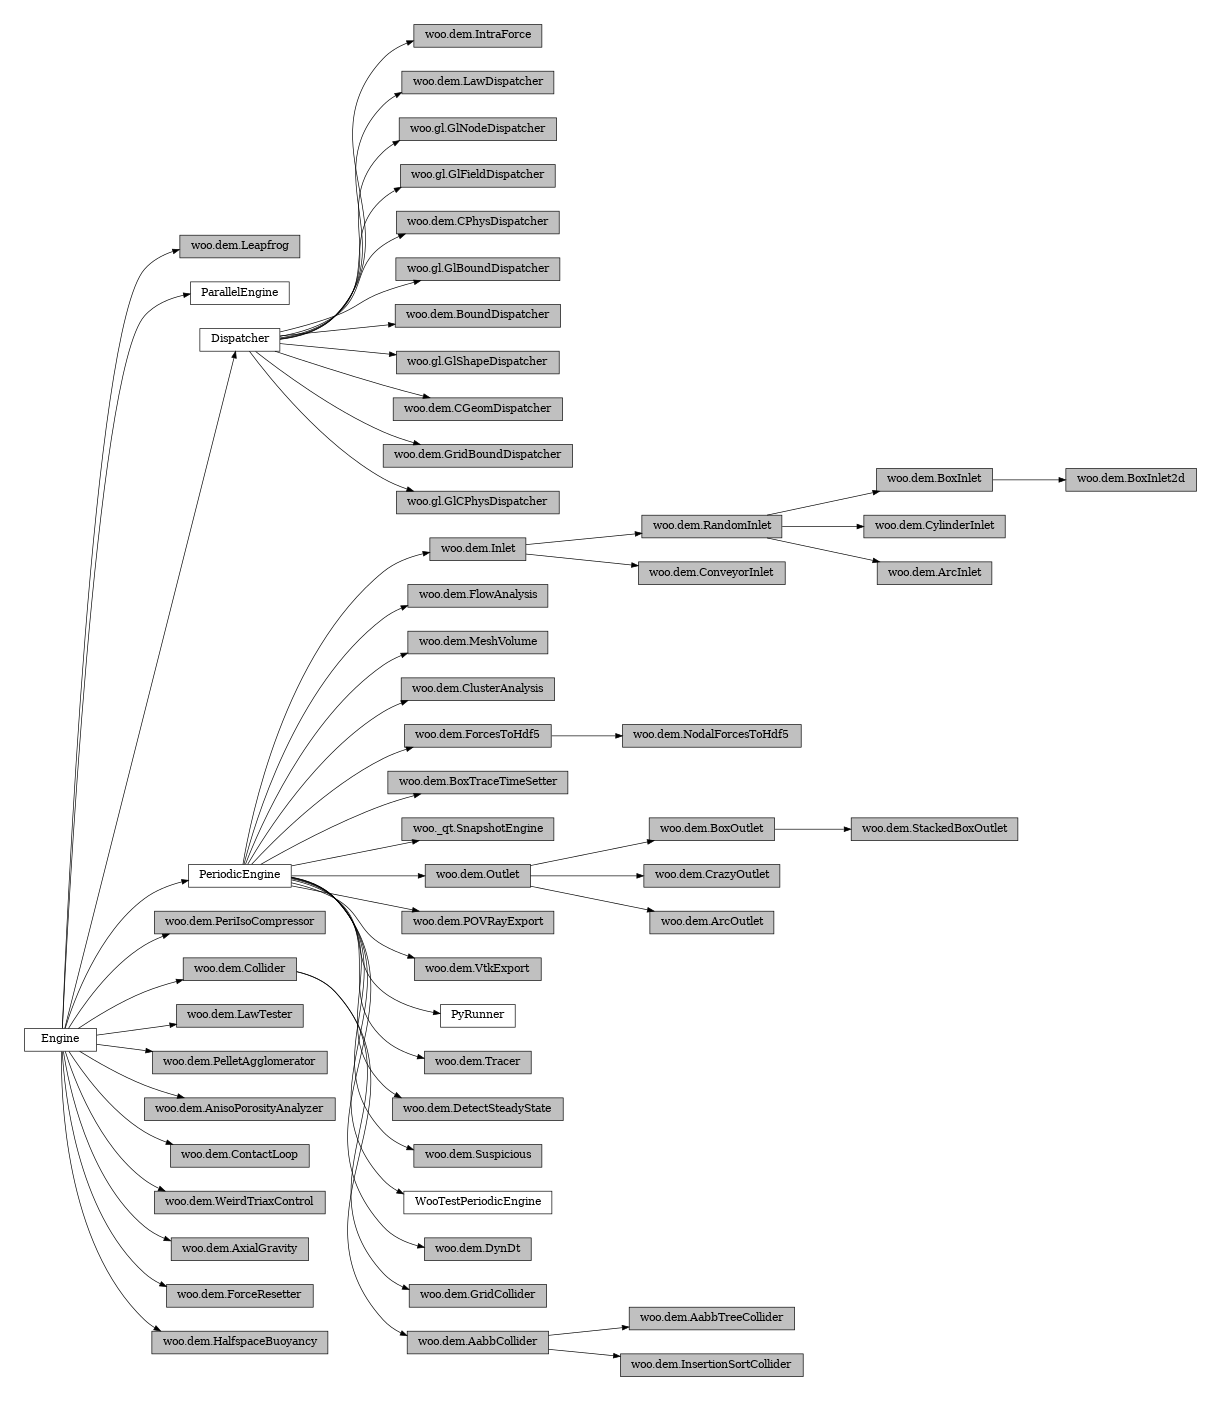 woo.dem.IntraForce
woo.dem.LawDispatcher
woo.gl.GlNodeDispatcher
woo.gl.GlFieldDispatcher
woo.dem.CPhysDispatcher
woo.dem.Leapfrog
woo.gl.GlBoundDispatcher
ParallelEngine
woo.dem.BoundDispatcher
Dispatcher
woo.gl.GlShapeDispatcher
woo.dem.CGeomDispatcher
woo.dem.GridBoundDispatcher
woo.dem.BoxInlet
woo.dem.BoxInlet2d
woo.gl.GlCPhysDispatcher
woo.dem.RandomInlet
woo.dem.CylinderInlet
woo.dem.Inlet
woo.dem.ConveyorInlet
woo.dem.ArcInlet
woo.dem.FlowAnalysis
woo.dem.MeshVolume
woo.dem.ClusterAnalysis
woo.dem.ForcesToHdf5
woo.dem.NodalForcesToHdf5
woo.dem.BoxTraceTimeSetter
woo._qt.SnapshotEngine
woo.dem.BoxOutlet
woo.dem.StackedBoxOutlet
PeriodicEngine
woo.dem.Outlet
woo.dem.CrazyOutlet
woo.dem.PeriIsoCompressor
woo.dem.POVRayExport
woo.dem.ArcOutlet
woo.dem.Collider
woo.dem.VtkExport
woo.dem.LawTester
PyRunner
Engine
woo.dem.PelletAgglomerator
woo.dem.Tracer
woo.dem.AnisoPorosityAnalyzer
woo.dem.DetectSteadyState
woo.dem.ContactLoop
woo.dem.Suspicious
woo.dem.WeirdTriaxControl
WooTestPeriodicEngine
woo.dem.AxialGravity
woo.dem.DynDt
woo.dem.ForceResetter
woo.dem.GridCollider
woo.dem.AabbTreeCollider
woo.dem.HalfspaceBuoyancy
woo.dem.AabbCollider
woo.dem.InsertionSortCollider